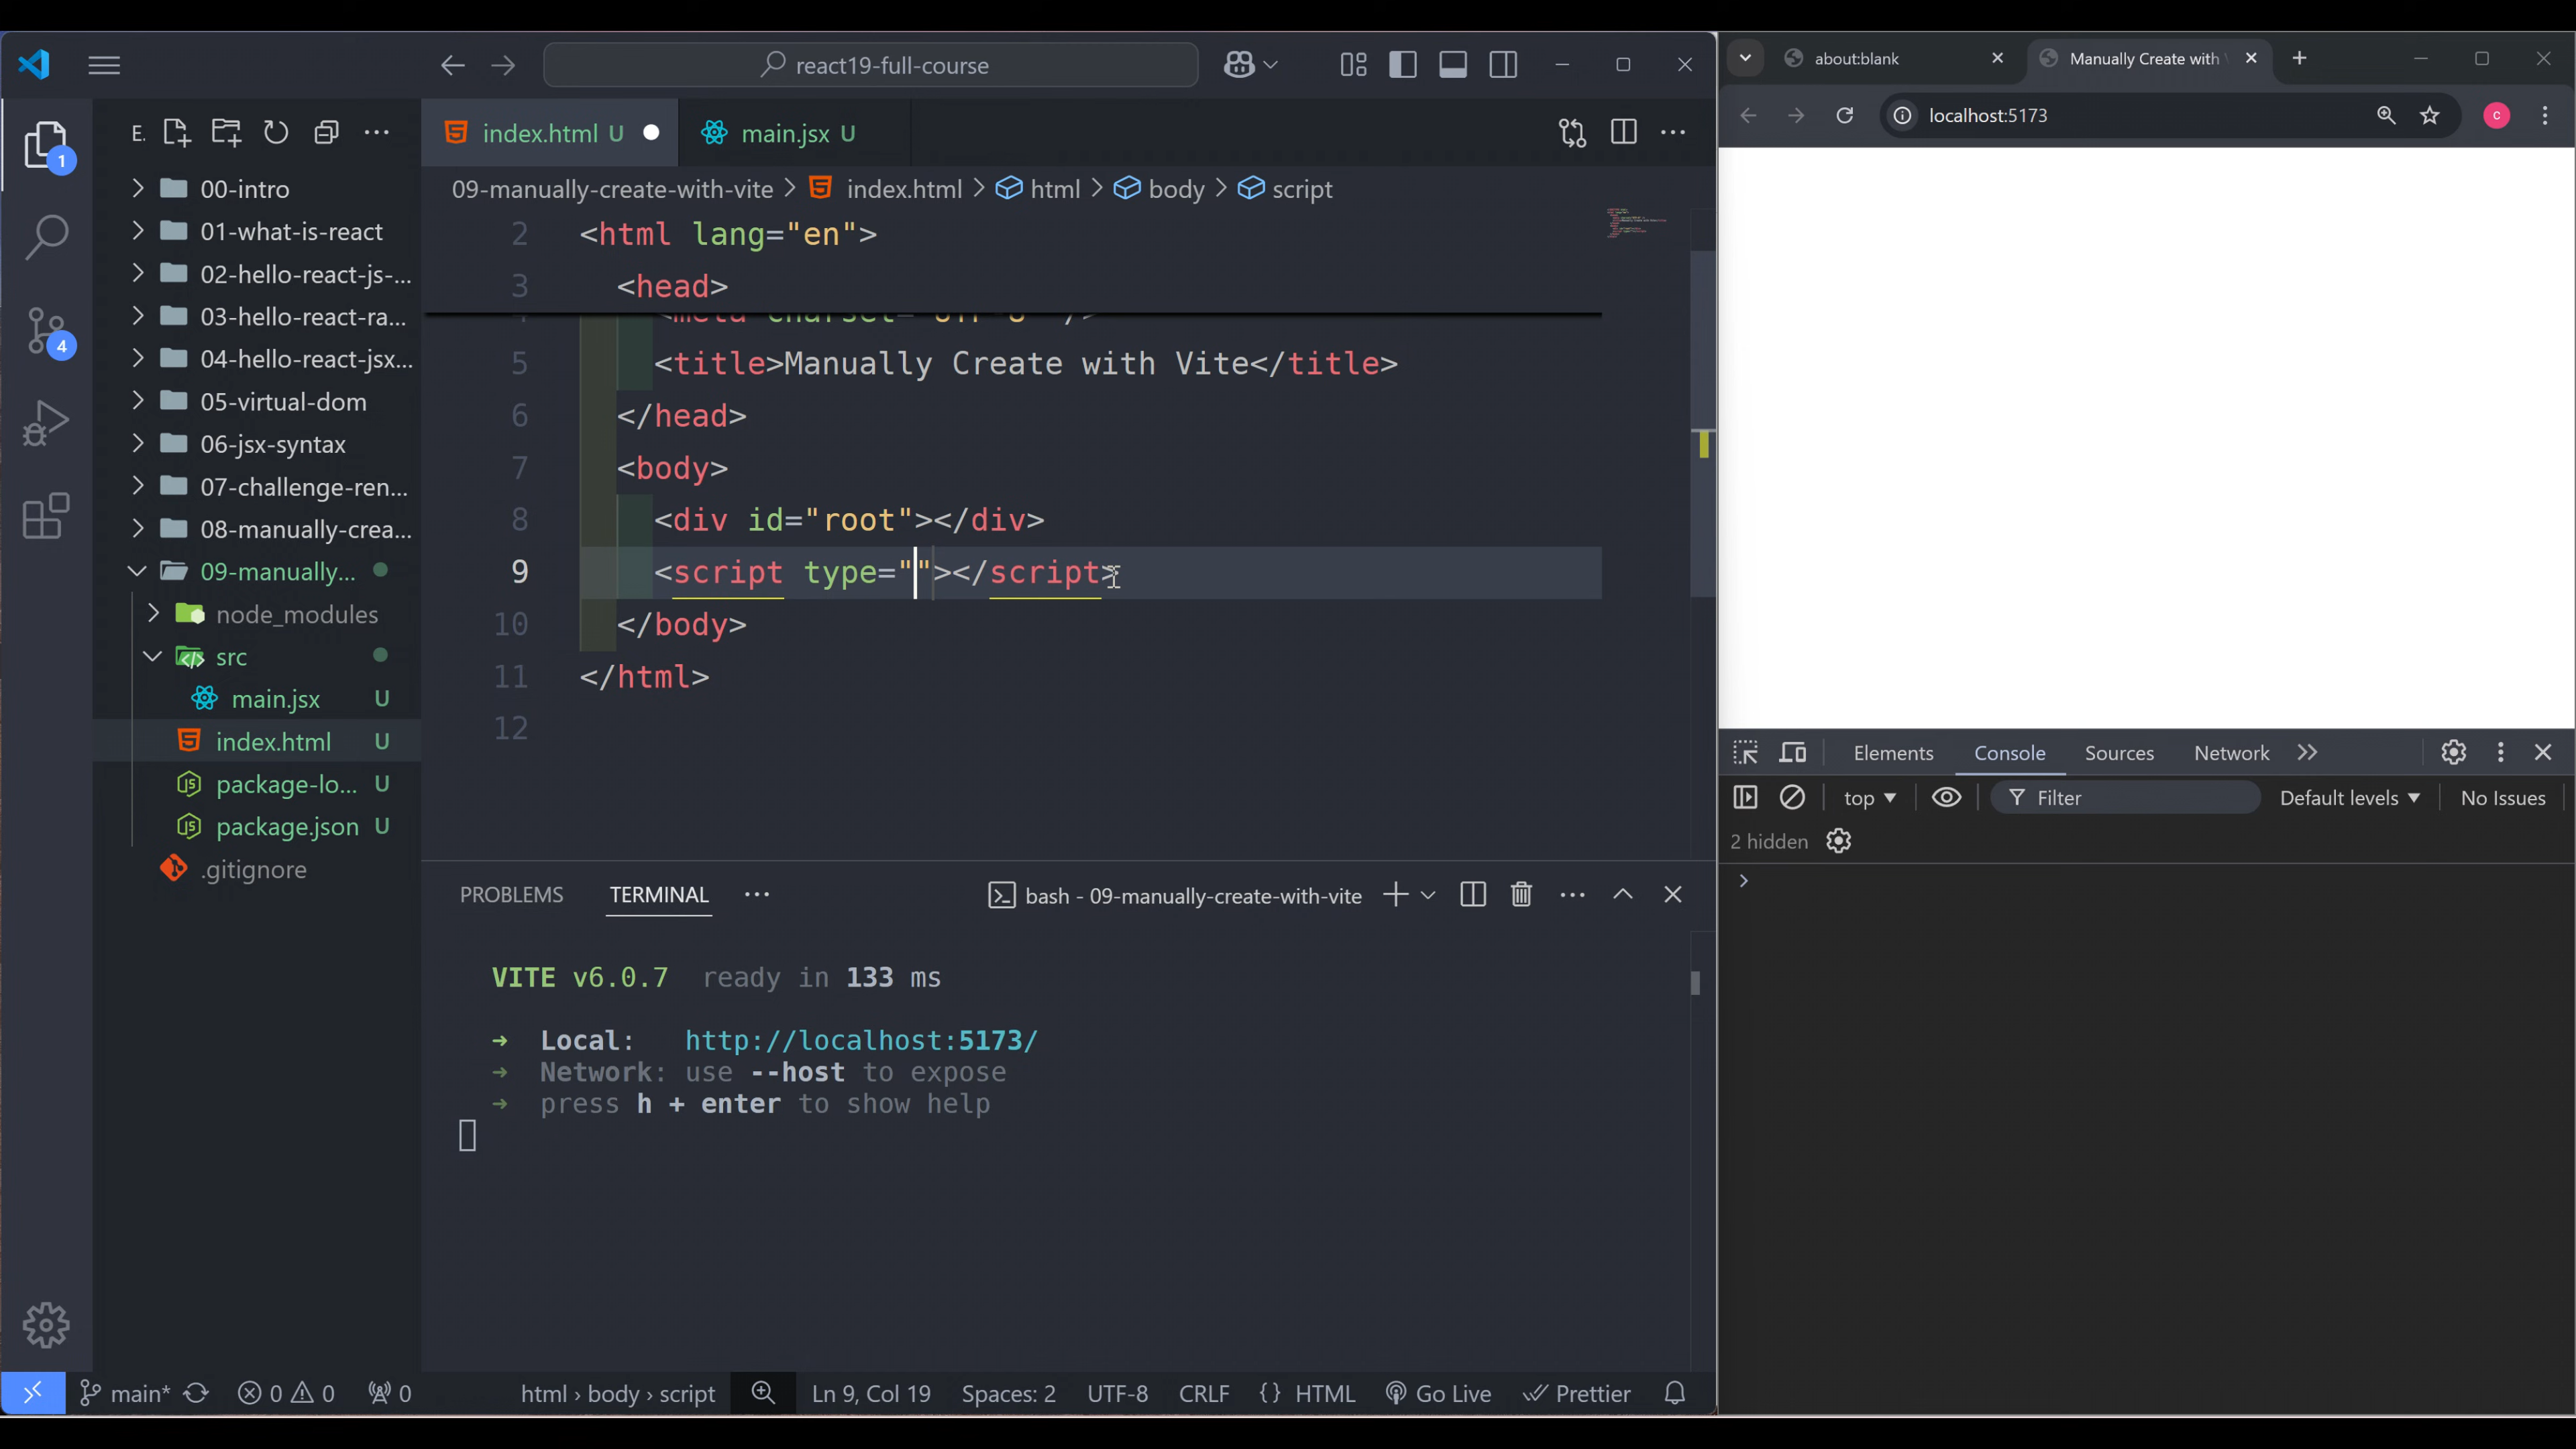 react19-full-course
E.
00-intro
01-what-is-react
02-hello-react-js-...
03-hello-react-ra...
04-hello-react-jsx...
05-virtual-dom
06-jsx-syntax
07-challenge-ren...
08-manually-crea...
09-manually...
node_modules
src
main.jsx U
index.html U
package-lo... U
package.json U
.gitignore
1
4
index.html U
main.jsx U
09-manually-create-with-vite > index.html > html > body > script
2 <html lang="en">
3 <head>
4 <meta charset="UTF-8" />
5 <title>Manually Create with Vite</title>
6 </head>
7 <body>
8 <div id="root"></div>
9 <script type=""></script>
10 </body>
11 </html>
12
PROBLEMS TERMINAL ... bash - 09-manually-create-with-vite
VITE v6.0.7 ready in 133 ms
➜ Local: http://localhost:5173/
➜ Network: use --host to expose
➜ press h + enter to show help
main* 0 0 0 html › body › script Ln 9, Col 19 Spaces: 2 UTF-8 CRLF {} HTML Go Live Prettier
about:blank
Manually Create with
localhost:5173
c
Elements Console Sources Network
top Filter Default levels No Issues
2 hidden